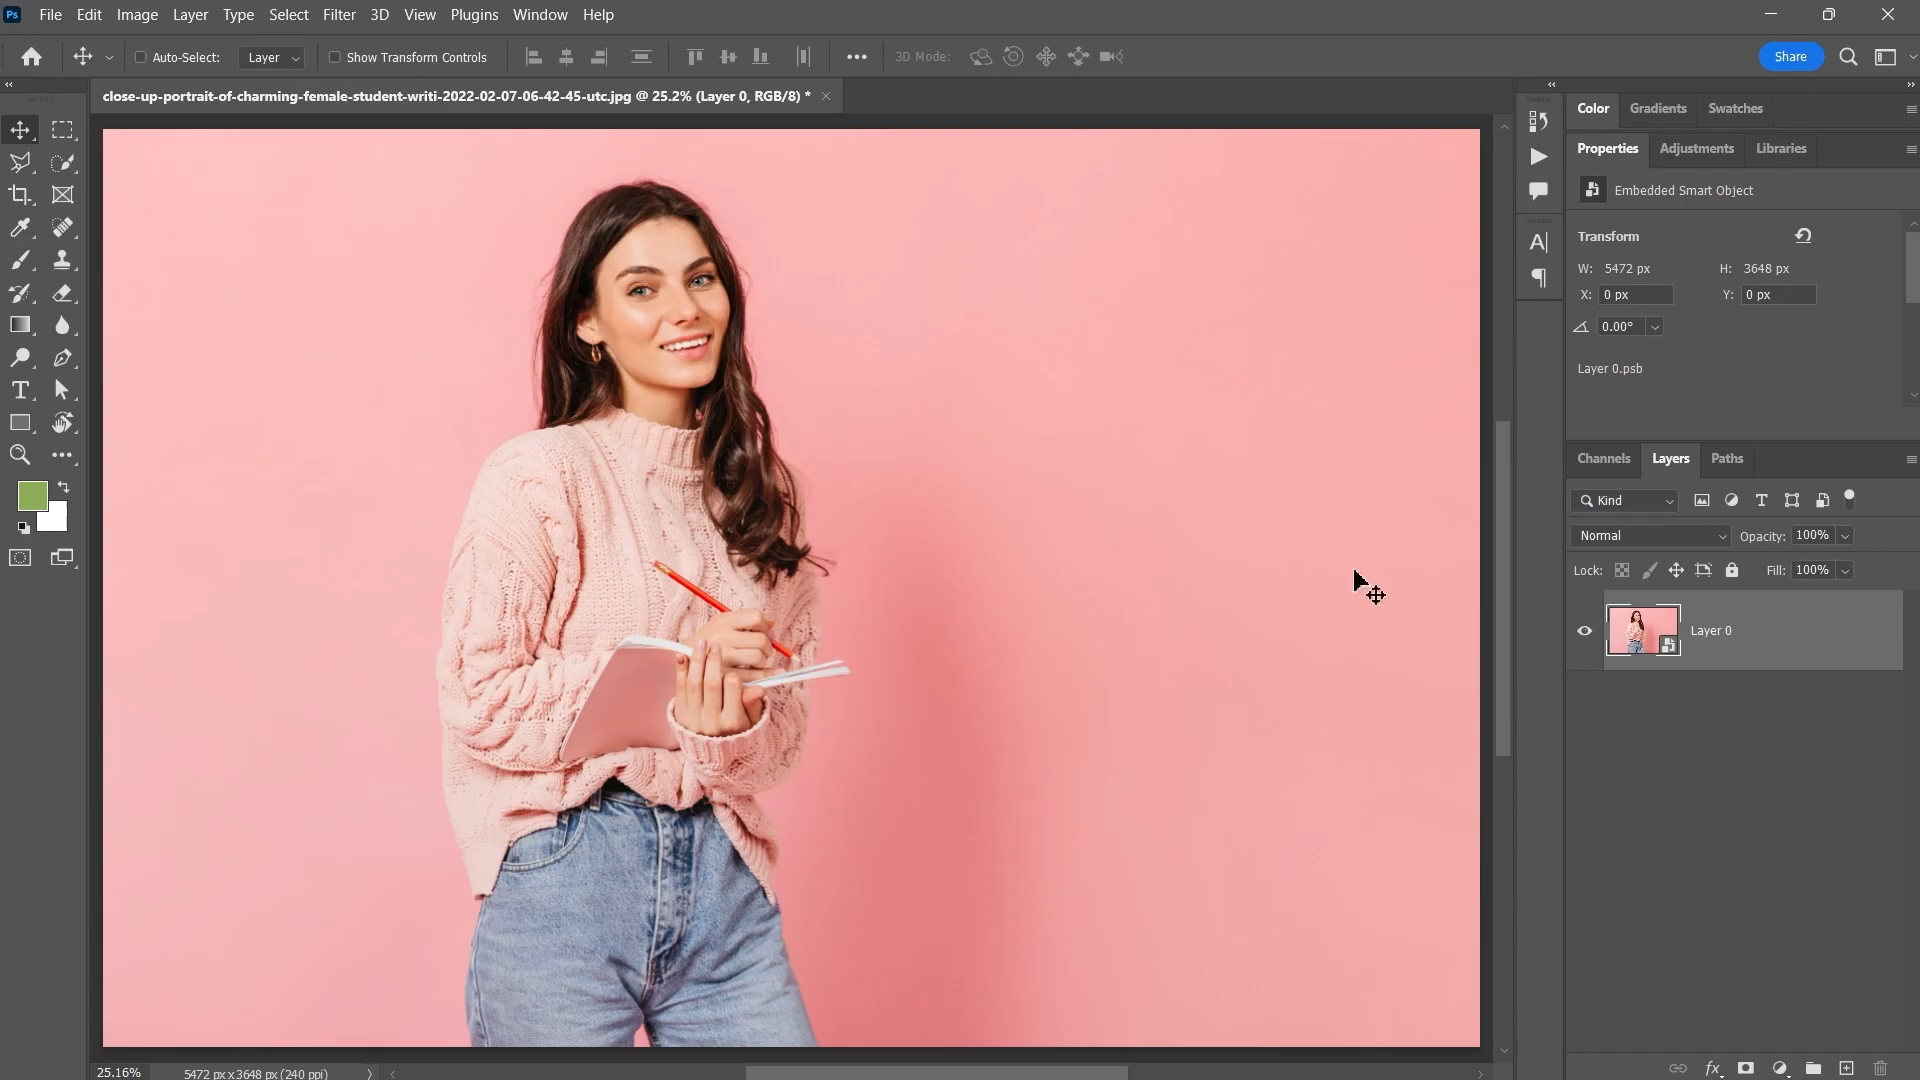 Ps File Edit Image Layer Type Select Filter 3D View Plugins Window Help
Auto-Select: Layer Show Transform Controls 3D Mode: Share
close-up-portrait-of-charming-female-student-writi-2022-02-07-06-42-45-utc.jpg @ 25.2% (Layer 0, RGB/8) *
Color Gradients Swatches
Properties Adjustments Libraries
Embedded Smart Object
Transform
W: 5472 px H: 3648 px
X: 0 px Y: 0 px
0.00°
Layer 0.psb
Channels Layers Paths
Kind
Normal Opacity: 100%
Lock: Fill: 100%
Layer 0
25.16% 5472 px x 3648 px (240 ppi)